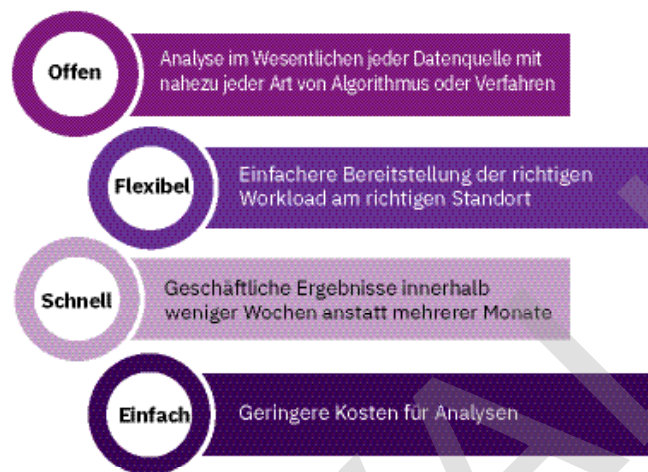 Offen
Analyse im Wesentlichen jeder Datenquelle mit
nahezu jeder Art von Algorithmus oder Verfahren
Flexibel
Einfachere Bereitstellung der richtigen
Workload am richtigen Standort
Schnell
Geschäftliche Ergebnisse innerhalb
weniger Wochen anstatt mehrerer Monate
Einfach
Geringere Kosten für Analysen